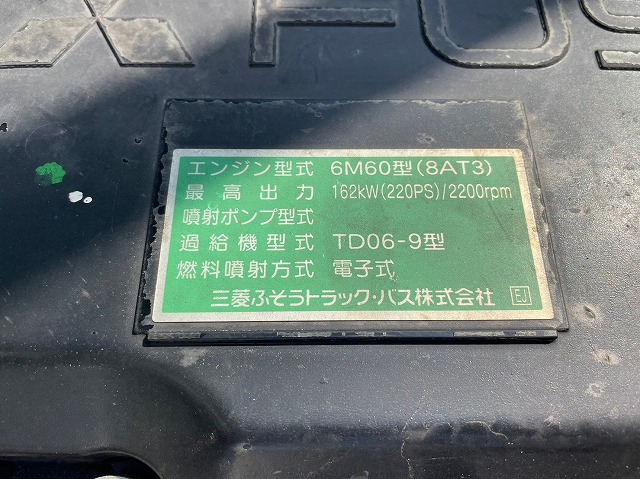 FUS
エンジン型式 6M60型(8AT3)
最高出力 162kW(220PS)/2200rpm
噴射ポンプ型式
過給機型式 TD06-9型
燃料噴射方式 電子式
三菱ふそうトラック・バス株式会社 EJ